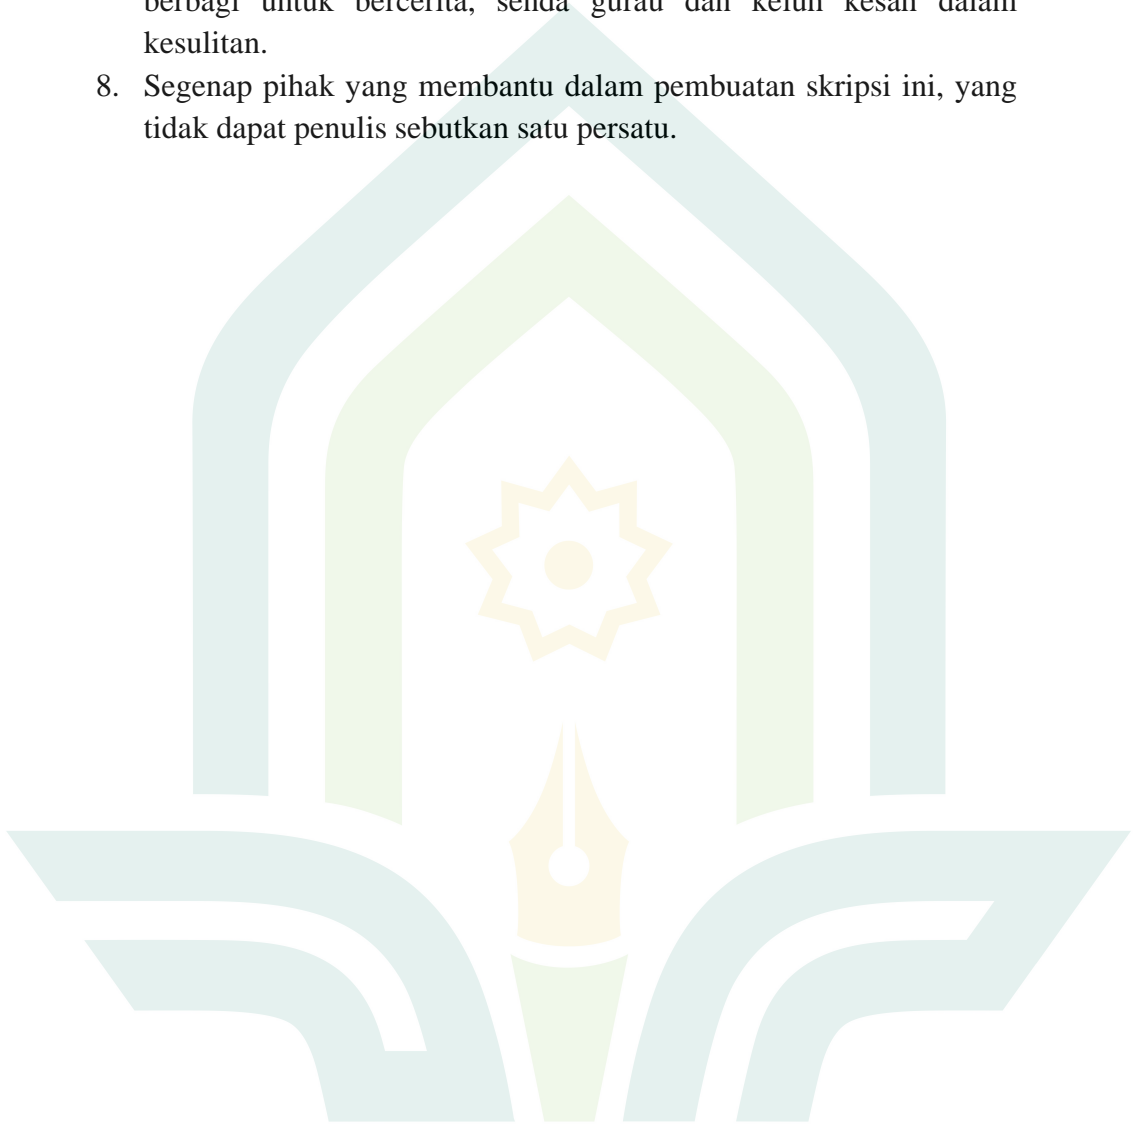 berbagi untuk bercerita, senda gurau dan keluh kesah dalam
kesulitan.
8. Segenap pihak yang membantu dalam pembuatan skripsi ini, yang
tidak dapat penulis sebutkan satu persatu.